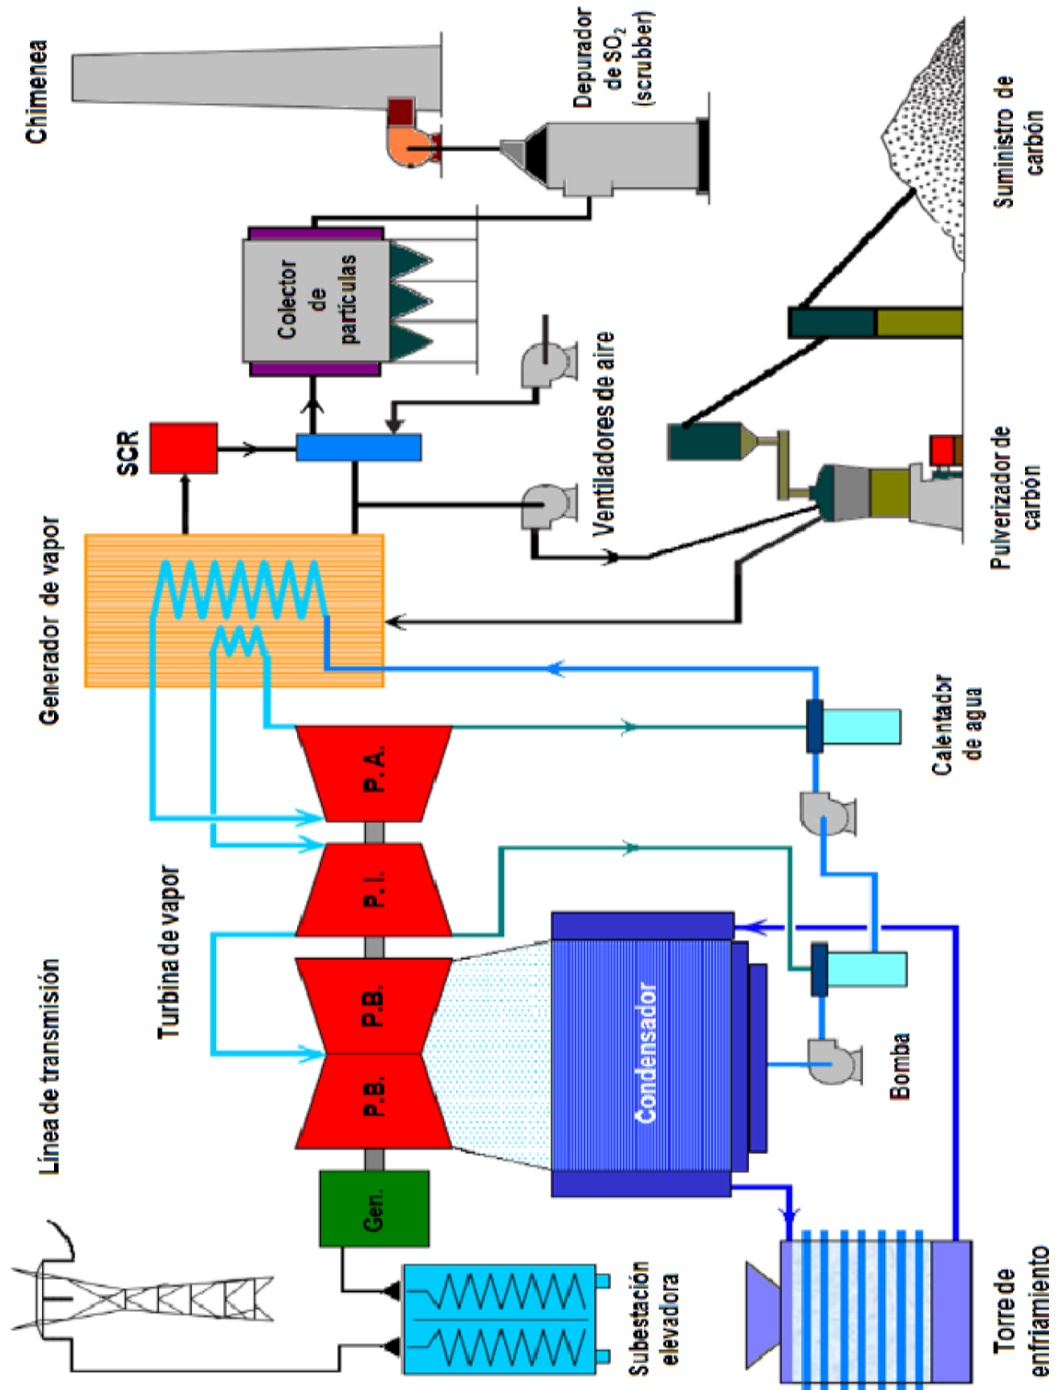 Línea de transmisión
Generador de vapor
Chimenea
Turbina de vapor
SCR
Colector
de
partículas
Gen.
P.B.
P.B.
P. I.
P. A.
Depurador
de SO₂
(scrubber)
Ventiladores de aire
Subestación
elevadora
Condensador
Bomba
Calentador
de agua
Torre de
enfriamiento
Pulverizador de
carbón
Suministro de
carbón